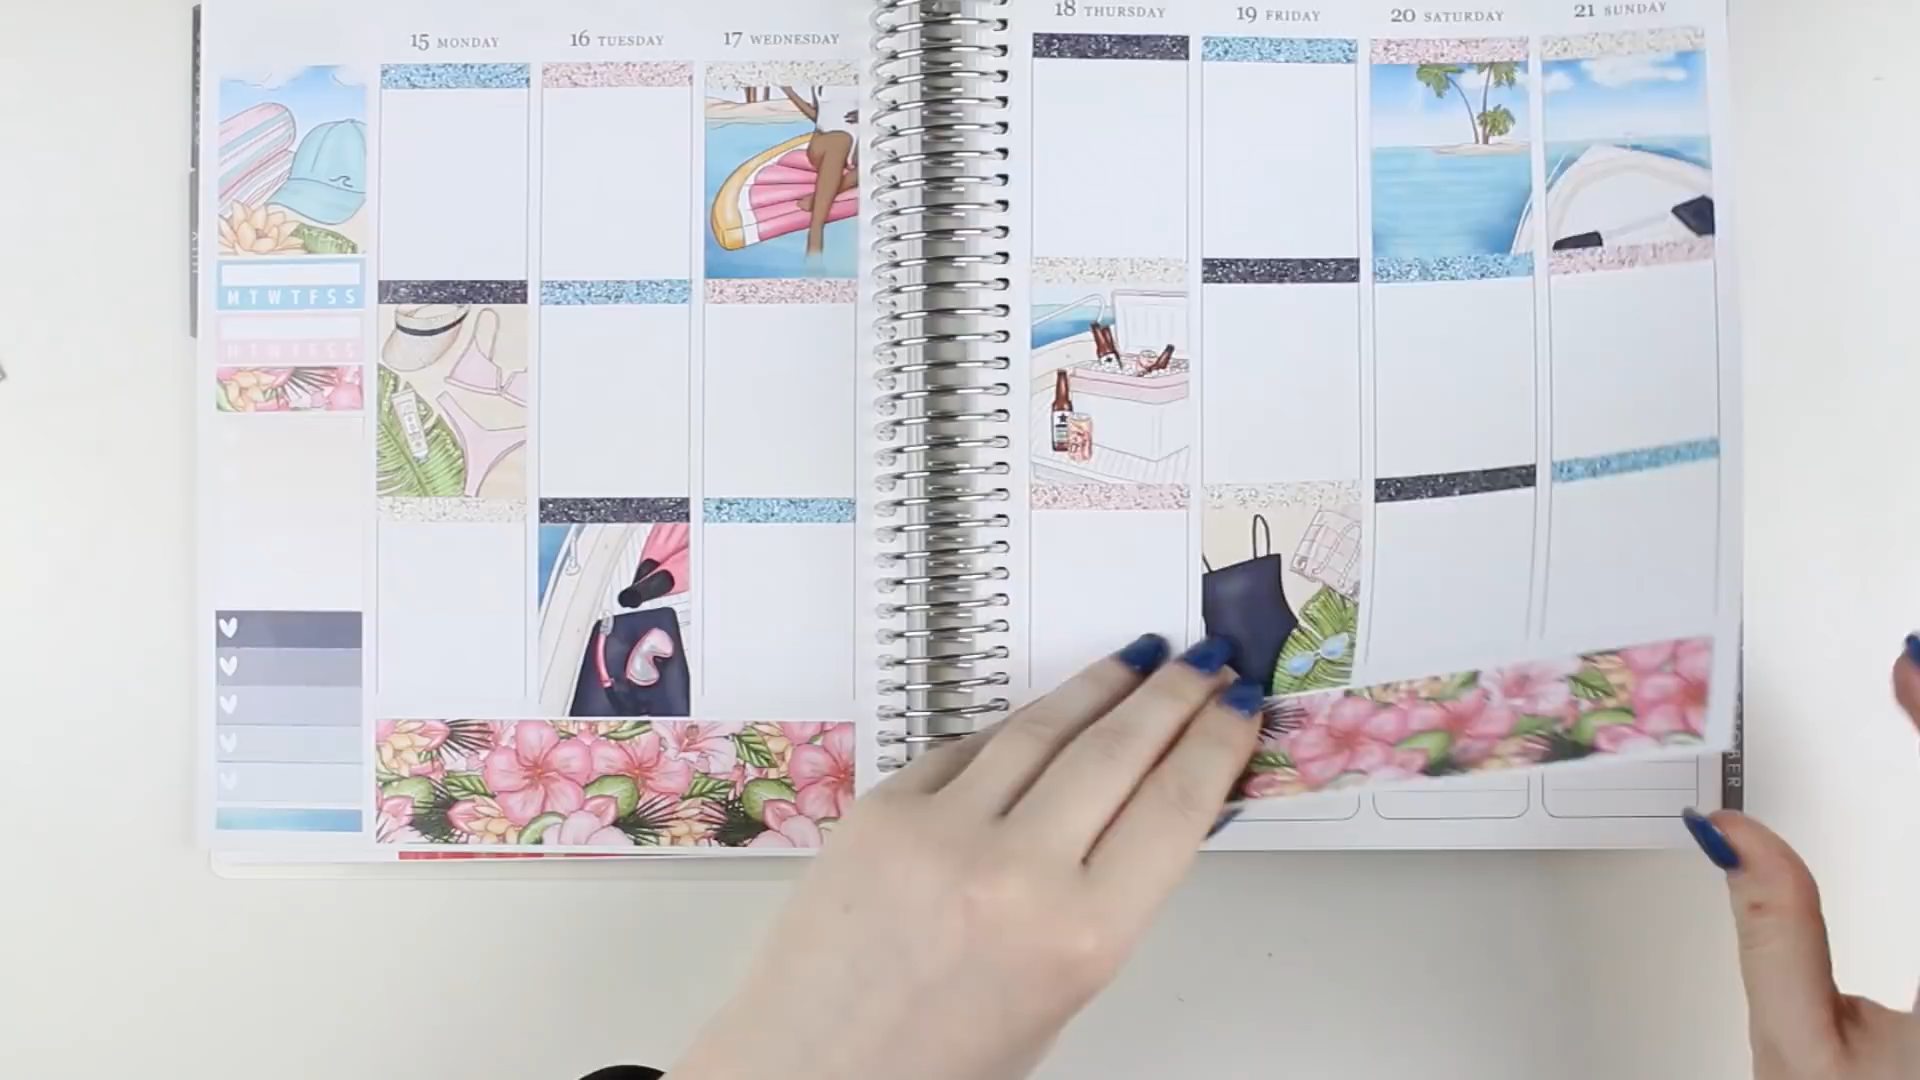 15 MONDAY
16 TUESDAY
17 WEDNESDAY
18 THURSDAY
19 FRIDAY
20 SATURDAY
21 SUNDAY
M T W T F S S
M T W T F S S